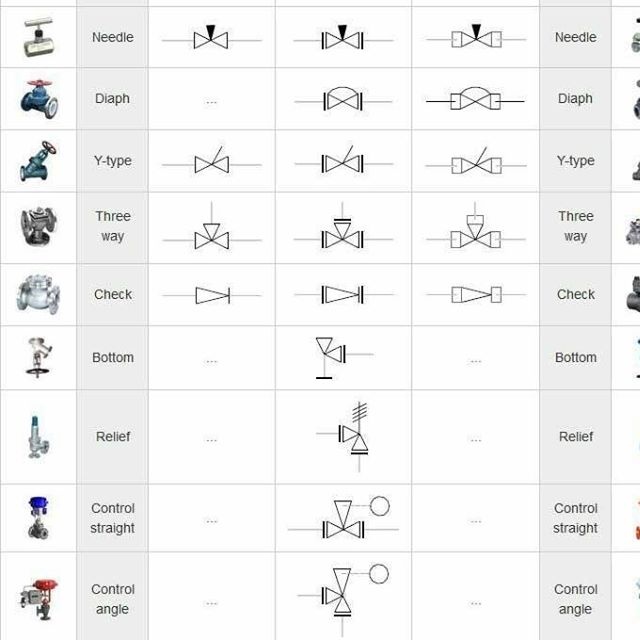 Needle Needle
Diaph ... Diaph
Y-type Y-type
Three Three
way way
Check Check
Bottom ... ... Bottom
Relief ... ... Relief
Control Control
straight ... ... straight
Control Control
angle ... ... angle